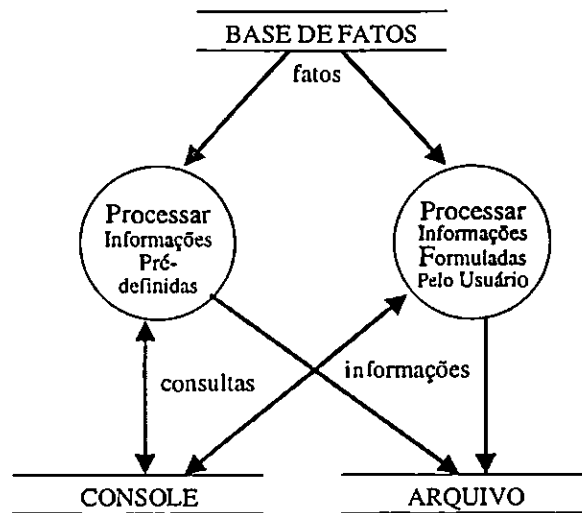 BASE DE FATOS
fatos
Processar
Informações
Pré-
definidas
Processar
Informações
Formuladas
Pelo Usuário
consultas
informações
CONSOLE
ARQUIVO